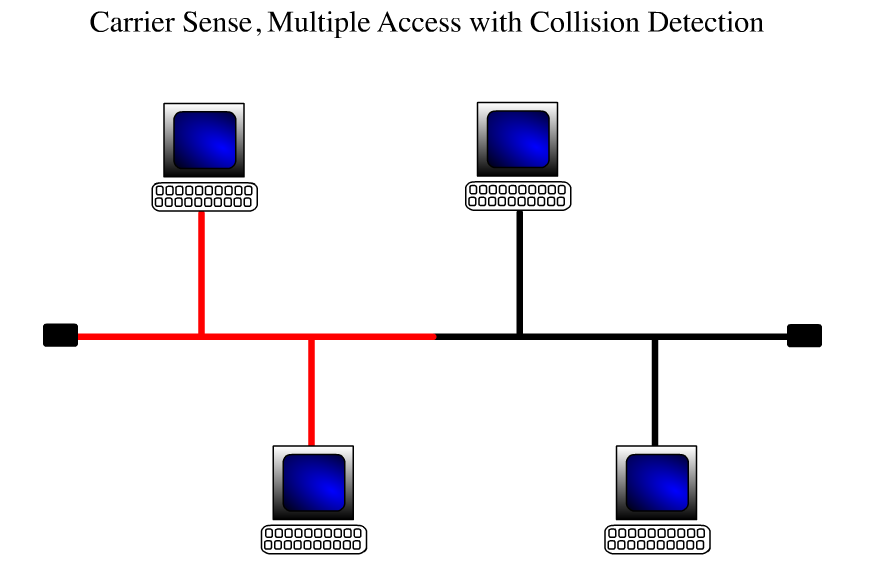 Carrier Sense, Multiple Access with Collision Detection